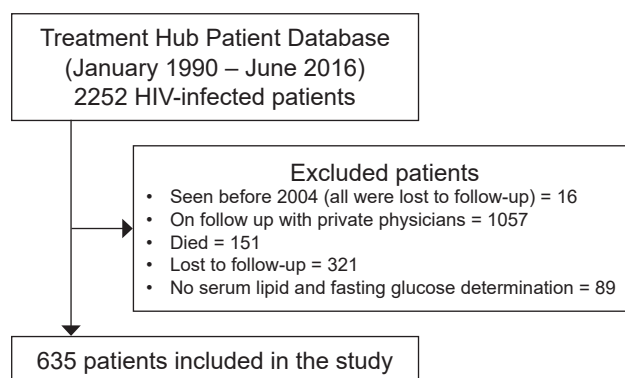 Treatment Hub Patient Database
(January 1990 – June 2016)
2252 HIV-infected patients
Excluded patients
• Seen before 2004 (all were lost to follow-up) = 16
• On follow up with private physicians = 1057
• Died = 151
• Lost to follow-up = 321
• No serum lipid and fasting glucose determination = 89
635 patients included in the study